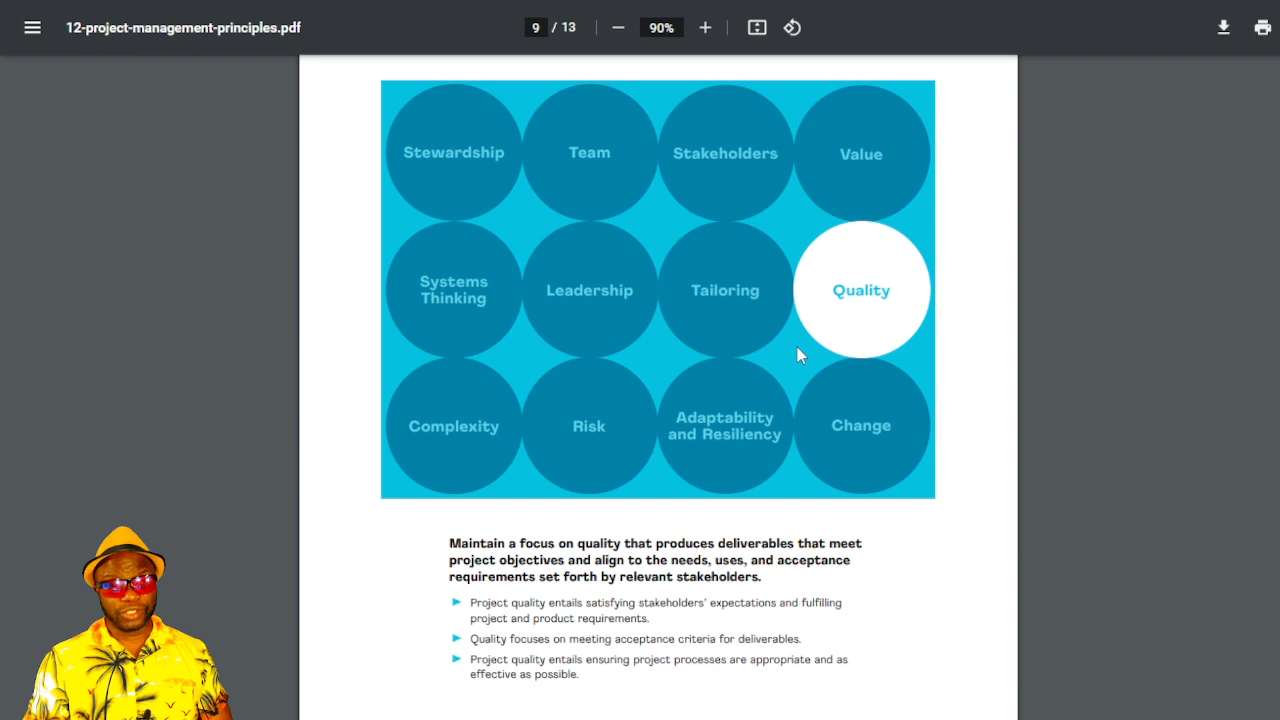 12-project-management-principles.pdf
9 / 13
90%
Stewardship
Team
Stakeholders
Value
Systems
Thinking
Leadership
Tailoring
Quality
Complexity
Risk
Adaptability
and Resiliency
Change
Maintain a focus on quality that produces deliverables that meet
project objectives and align to the needs, uses, and acceptance
requirements set forth by relevant stakeholders.
Project quality entails satisfying stakeholders' expectations and fulfilling
project and product requirements.
Quality focuses on meeting acceptance criteria for deliverables.
Project quality entails ensuring project processes are appropriate and as
effective as possible.